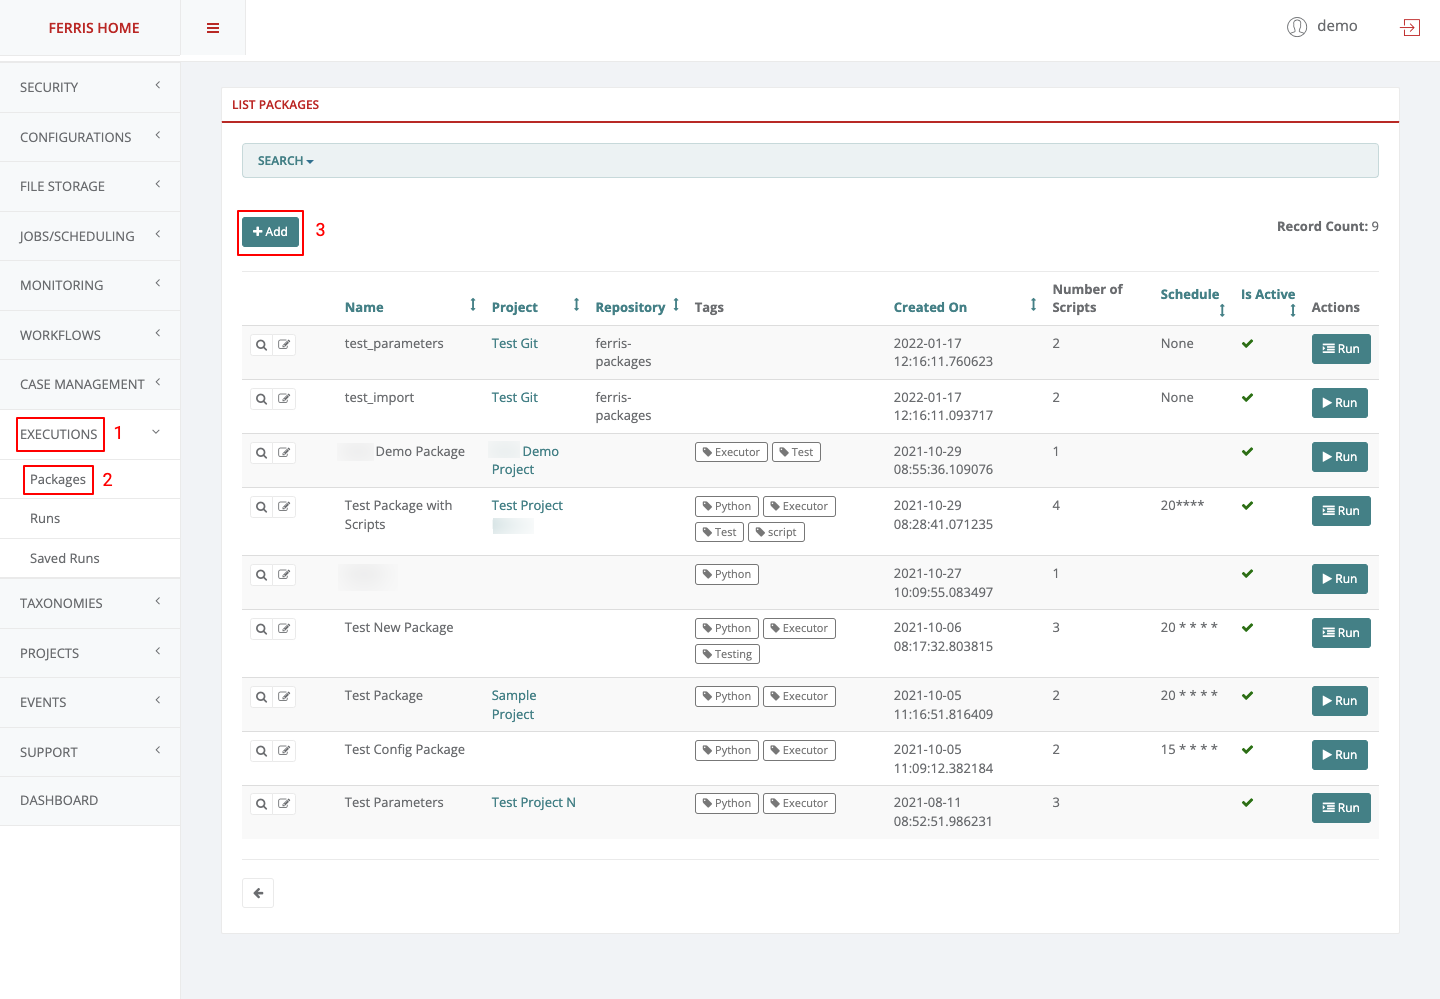 FERRIS HOME
demo
SECURITY
CONFIGURATIONS
FILE STORAGE
JOBS/SCHEDULING
MONITORING
WORKFLOWS
CASE MANAGEMENT
EXECUTIONS 1
Packages 2
Runs
Saved Runs
TAXONOMIES
PROJECTS
EVENTS
SUPPORT
DASHBOARD
LIST PACKAGES
SEARCH
Add 3
Record Count: 9
Name Project Repository Tags Created On Number of Scripts Schedule Is Active Actions
test_parameters Test Git ferris-packages 2022-01-17 12:16:11.760623 2 None Run
test_import Test Git ferris-packages 2022-01-17 12:16:11.093717 2 None Run
Demo Package Demo Project Executor Test 2021-10-29 08:55:36.109076 1 Run
Test Package with Scripts Test Project Python Executor Test script 2021-10-29 08:28:41.071235 4 20**** Run
Python 2021-10-27 10:09:55.083497 1 Run
Test New Package Python Executor Testing 2021-10-06 08:17:32.803815 3 20 * * * * Run
Test Package Sample Project Python Executor 2021-10-05 11:16:51.816409 2 20 * * * * Run
Test Config Package Python Executor 2021-10-05 11:09:12.382184 2 15 * * * * Run
Test Parameters Test Project N Python Executor 2021-08-11 08:52:51.986231 3 Run